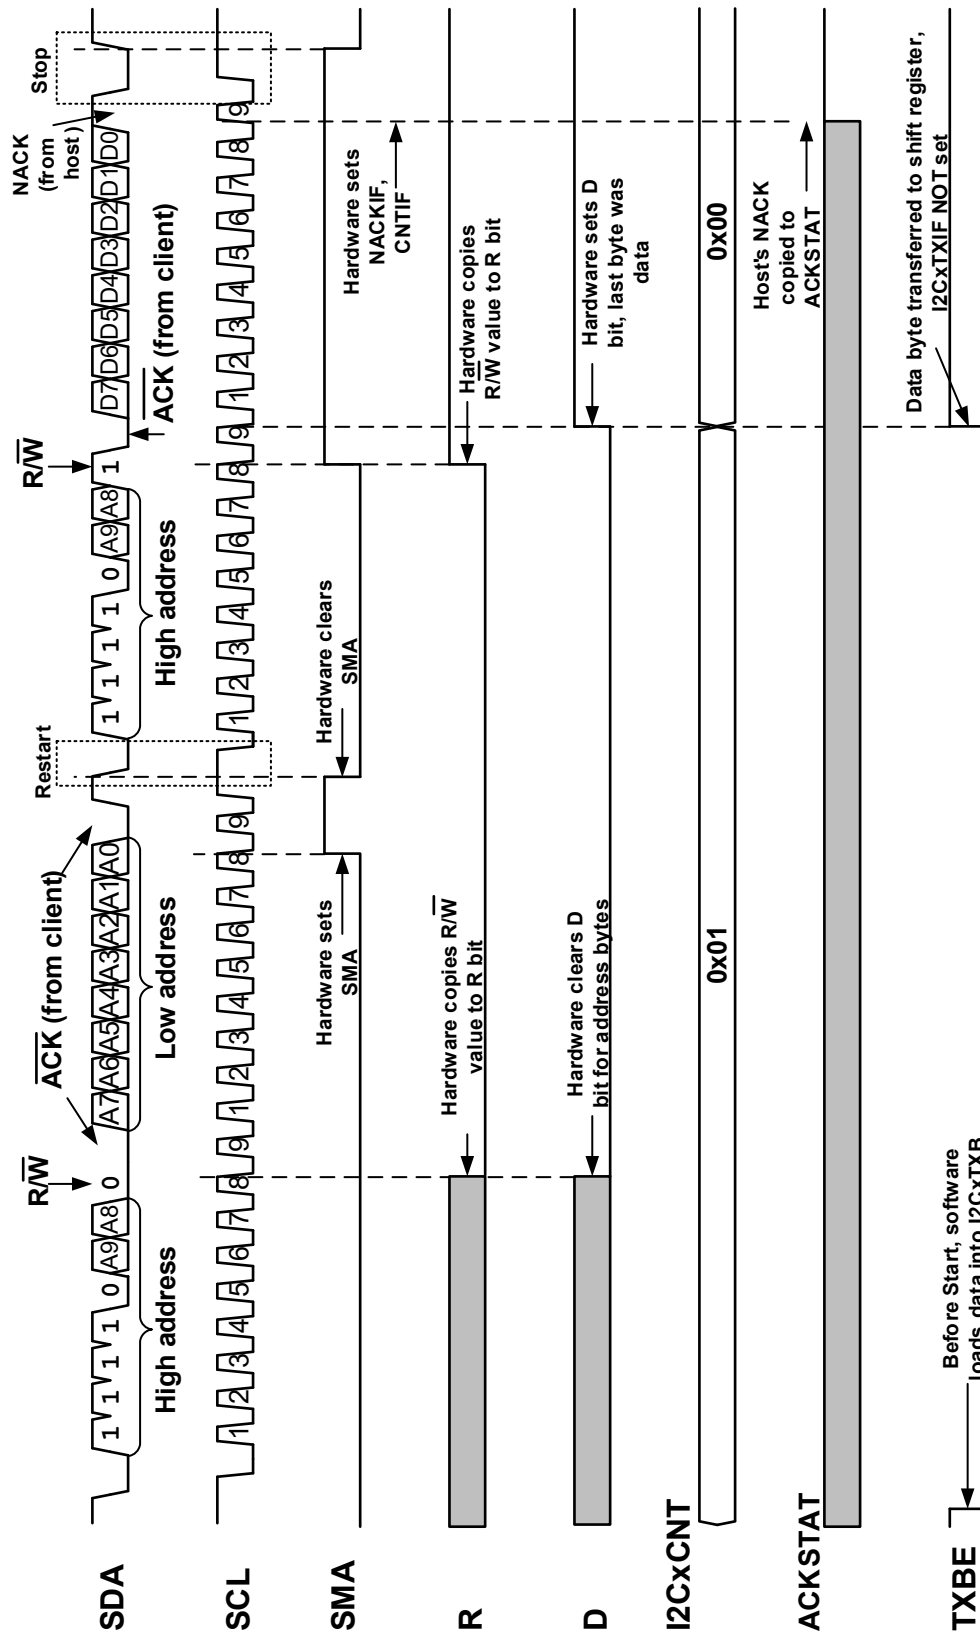 SDA
1 1 1 1 0 A9 A8 0 A7 A6 A5 A4 A3 A2 A1 A0 1 1 1 1 0 A9 A8 1 D7 D6 D5 D4 D3 D2 D1 D0
R/W
ACK (from client)
Restart
R/W
NACK
(from
host)
Stop
High address
Low address
High address
ACK (from client)
SCL
1 2 3 4 5 6 7 8 9 1 2 3 4 5 6 7 8 9 1 2 3 4 5 6 7 8 9 1 2 3 4 5 6 7 8 9
SMA
Hardware sets
SMA
Hardware clears
SMA
Hardware sets
NACKIF,
CNTIF
R
Hardware copies R/W
value to R bit
Hardware copies
R/W value to R bit
D
Hardware clears D
bit for address bytes
Hardware sets D
bit, last byte was
data
I2CxCNT
0x01
0x00
ACKSTAT
Host's NACK
copied to
ACKSTAT
TXBE
Before Start, software
loads data into I2CxTXB
Data byte transferred to shift register,
I2CxTXIF NOT set